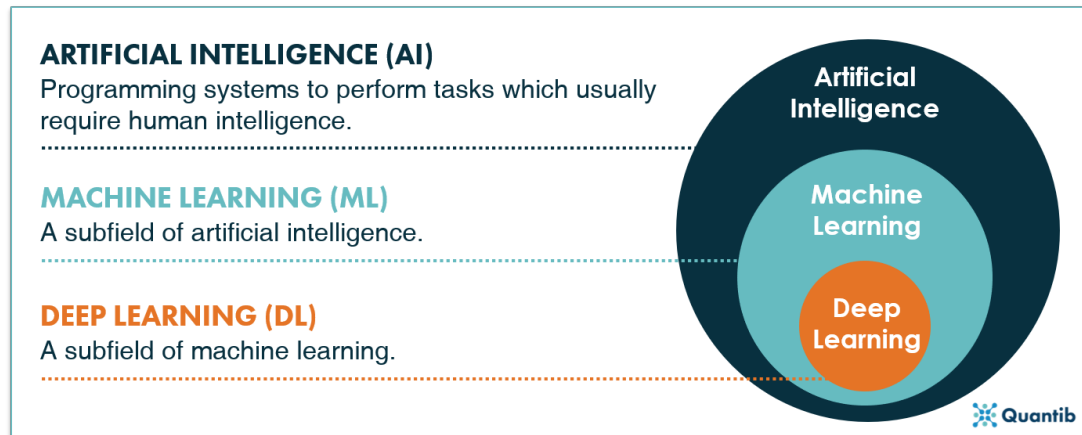 ARTIFICIAL INTELLIGENCE (AI)
Programming systems to perform tasks which usually
require human intelligence.
MACHINE LEARNING (ML)
A subfield of artificial intelligence.
DEEP LEARNING (DL)
A subfield of machine learning.
Artificial
Intelligence
Machine
Learning
Deep
Learning
Quantib